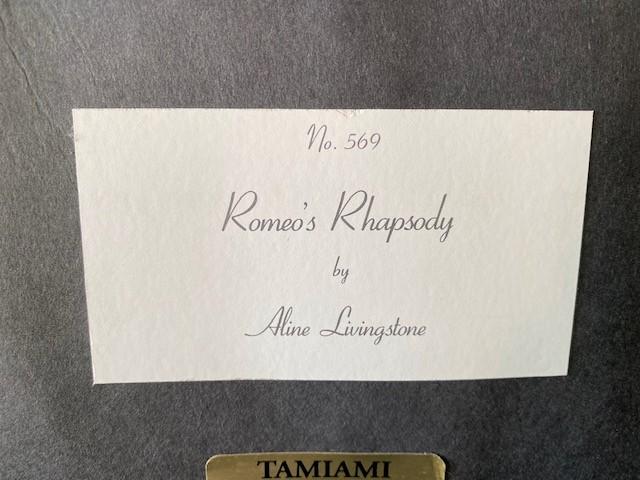 No. 569
Romeo's Rhapsody
by
Aline Livingstone
TAMIAMI